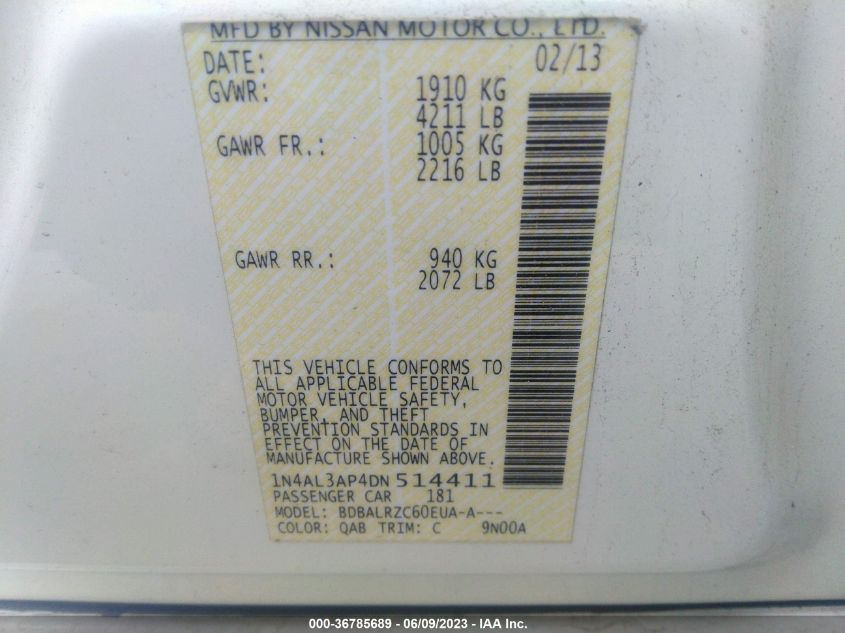 MFD BY NISSAN MOTOR CO., LTD.
DATE: 02/13
GVWR: 1910 KG
4211 LB
GAWR FR.: 1005 KG
2216 LB
GAWR RR.: 940 KG
2072 LB
THIS VEHICLE CONFORMS TO
ALL APPLICABLE FEDERAL
MOTOR VEHICLE SAFETY,
BUMPER, AND THEFT
PREVENTION STANDARDS IN
EFFECT ON THE DATE OF
MANUFACTURE SHOWN ABOVE.
1N4AL3AP4DN514411
PASSENGER CAR 181
MODEL: BDBALRZC60EUA-A---
COLOR: QAB TRIM: C 9N00A
000-36785689 - 06/09/2023 - IAA Inc.